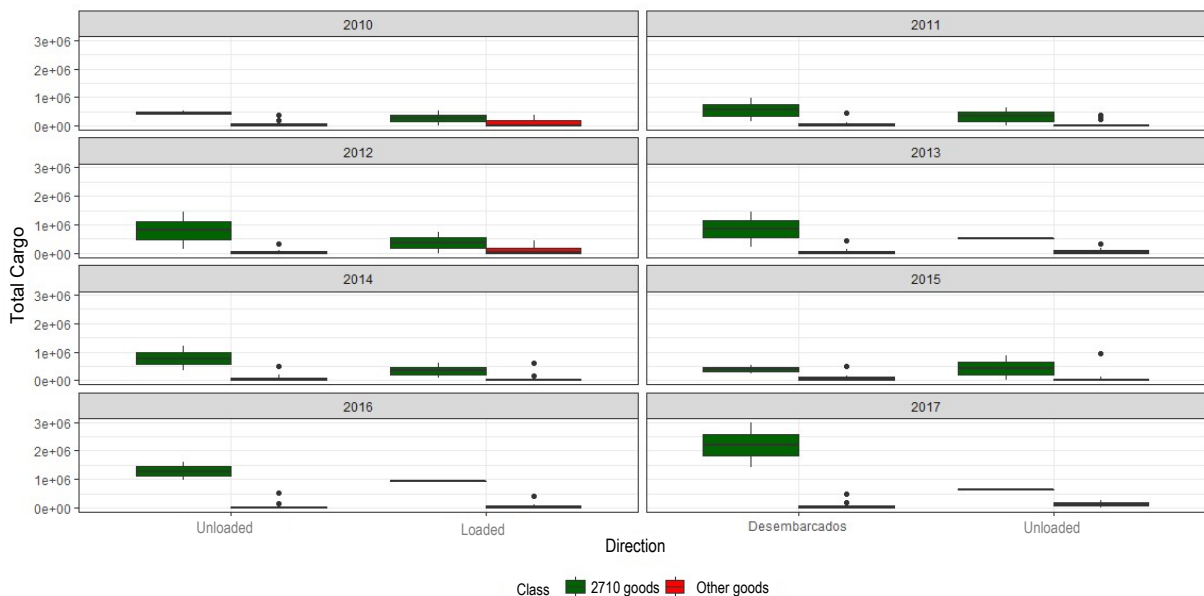 2010 2011
3e+06
2e+06
1e+06
0e+00
2012 2013
3e+06
2e+06
1e+06
0e+00
2014 2015
3e+06
2e+06
1e+06
0e+00
2016 2017
3e+06
2e+06
1e+06
0e+00
Total Cargo
Unloaded Loaded Desembarcados Unloaded
Direction
Class 2710 goods Other goods